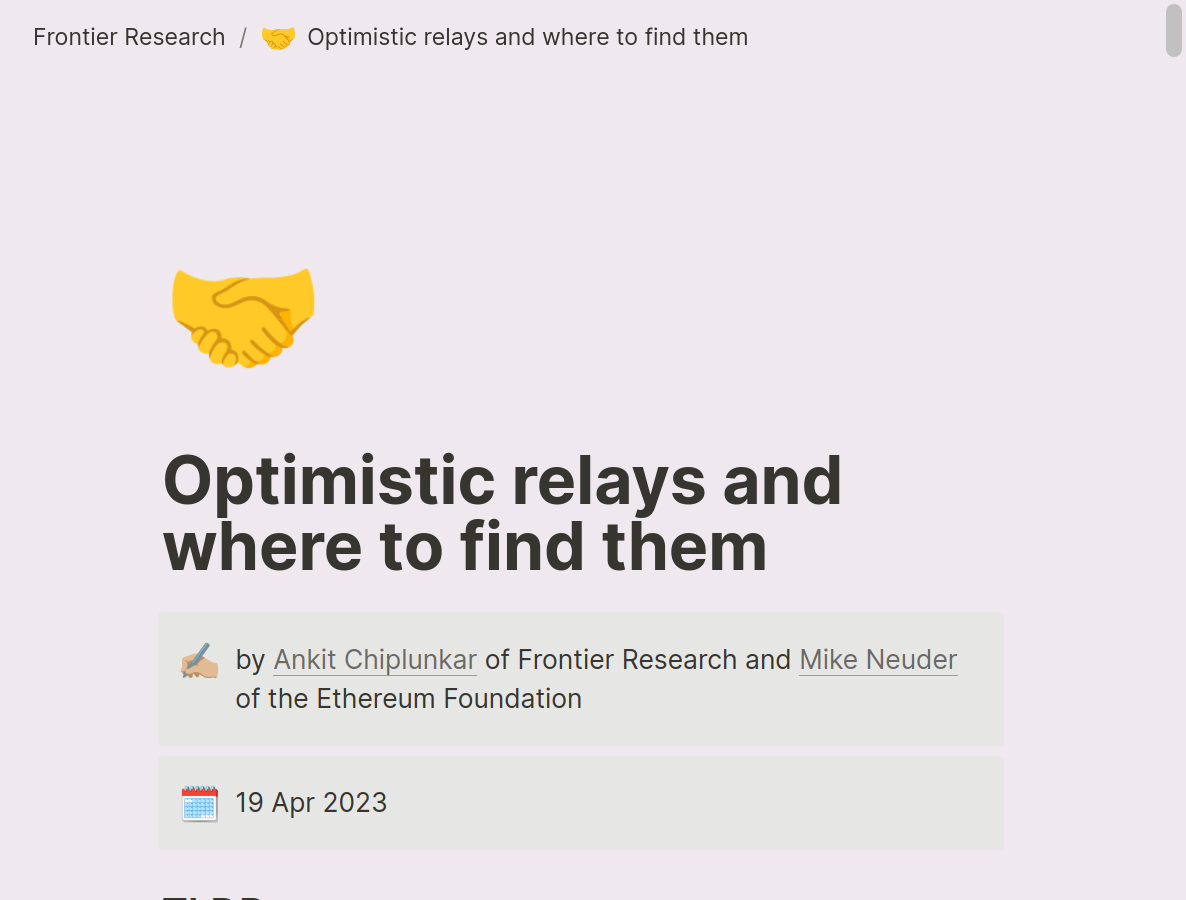 Frontier Research / 🤝 Optimistic relays and where to find them
Optimistic relays and
where to find them
by Ankit Chiplunkar of Frontier Research and Mike Neuder
of the Ethereum Foundation
19 Apr 2023